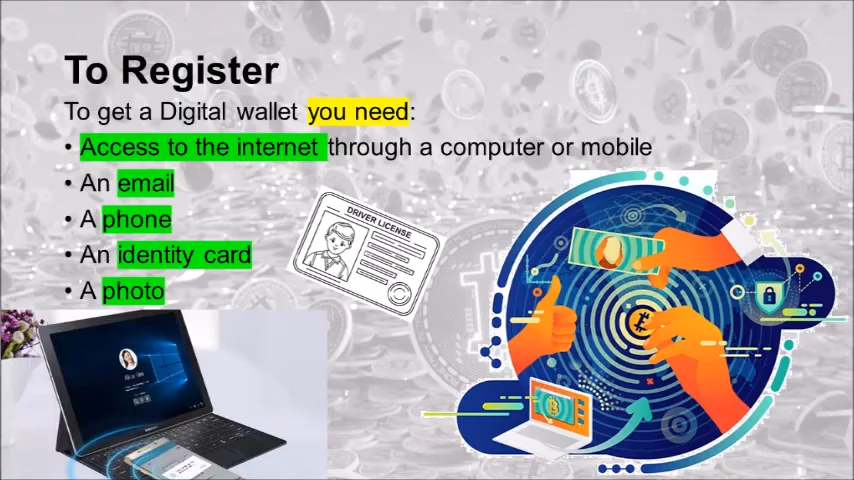 To Register
To get a Digital wallet you need:
• Access to the internet through a computer or mobile
• An email
• A phone
• An identity card
• A photo
DRIVER LICENSE